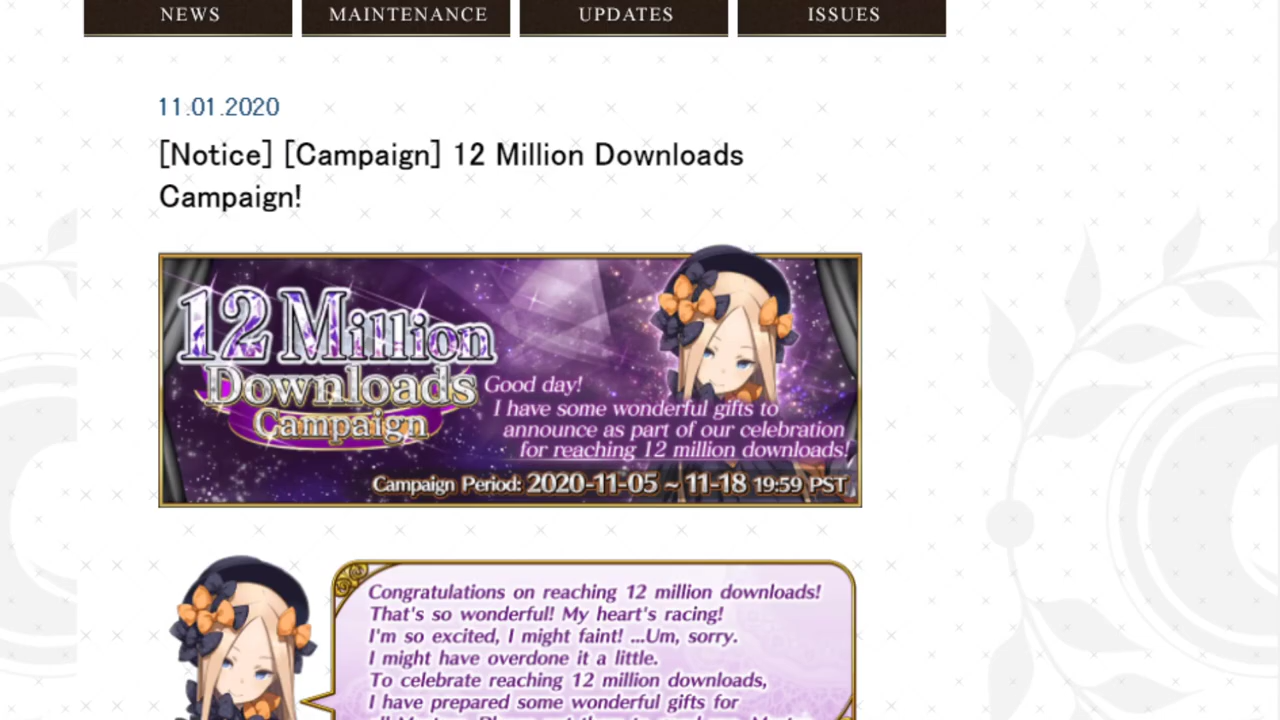 NEWS MAINTENANCE UPDATES ISSUES
11.01.2020
[Notice] [Campaign] 12 Million Downloads
Campaign!
12 Million
Downloads
Campaign
Good day!
I have some wonderful gifts to
announce as part of our celebration
for reaching 12 million downloads!
Campaign Period: 2020-11-05 ~ 11-18 19:59 PST
Congratulations on reaching 12 million downloads!
That's so wonderful! My heart's racing!
I'm so excited, I might faint! ...Um, sorry.
I might have overdone it a little.
To celebrate reaching 12 million downloads,
I have prepared some wonderful gifts for